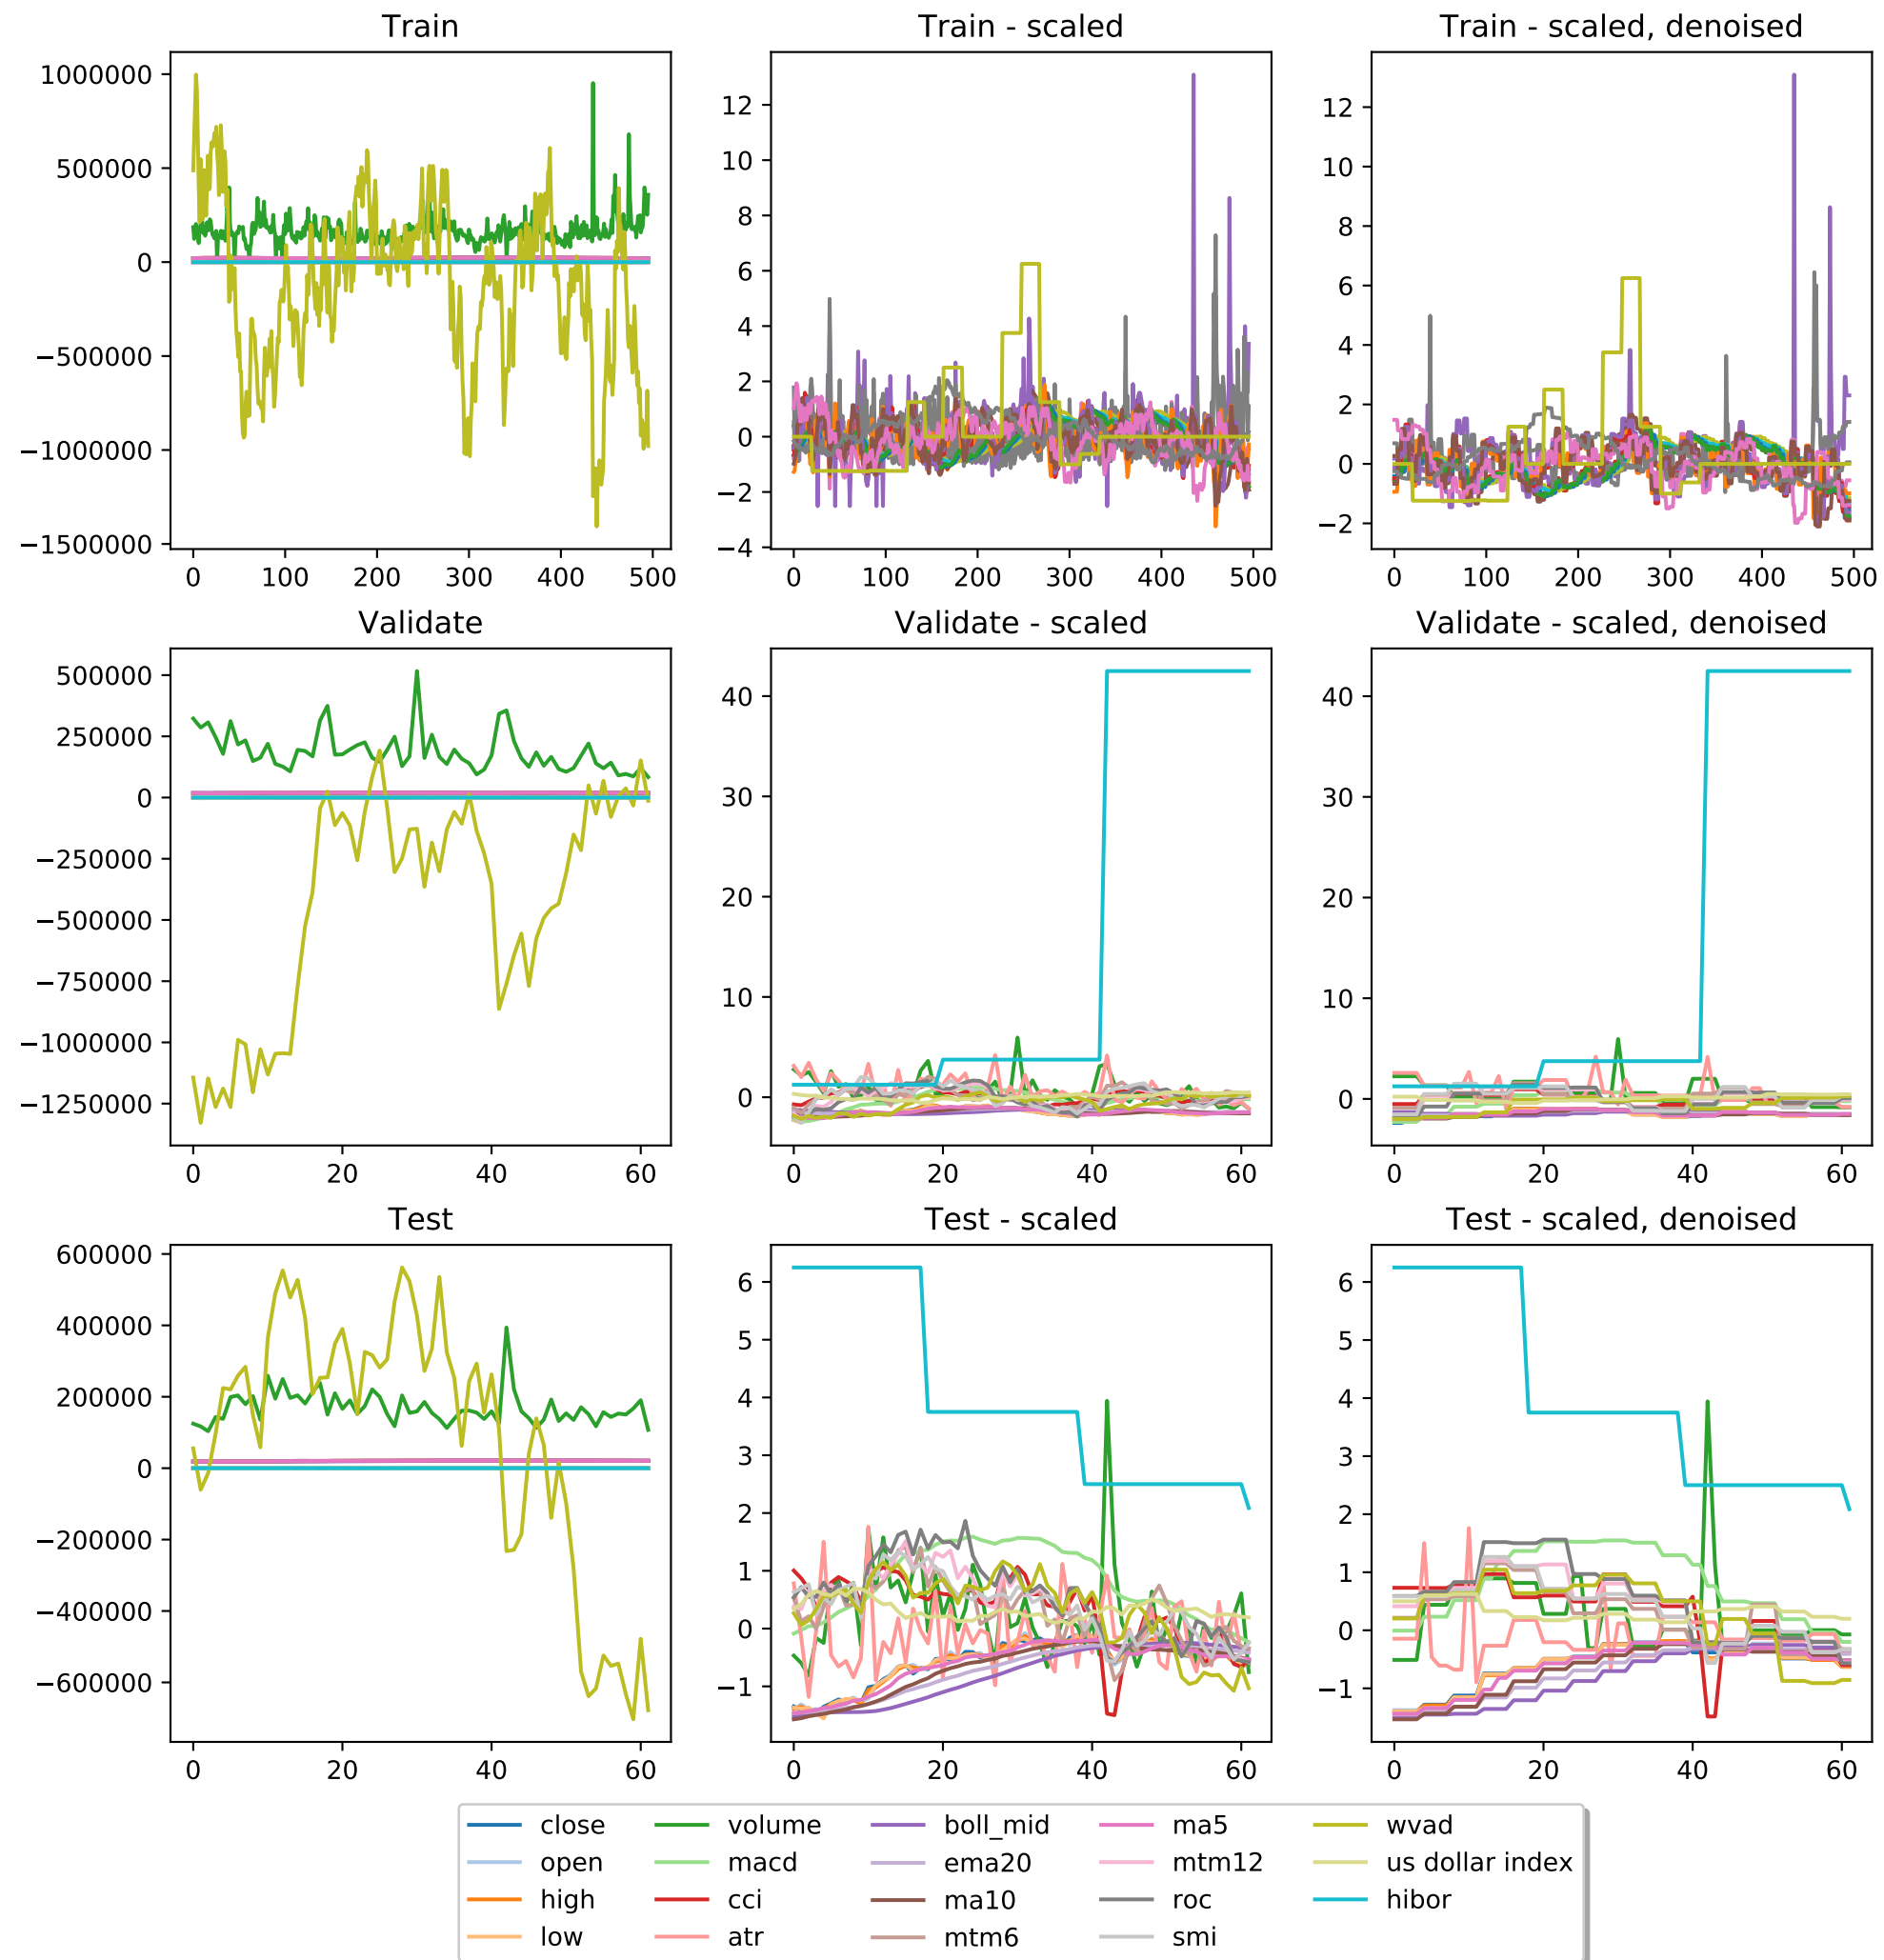 Train
Train - scaled
Train - scaled, denoised
1000000
500000
0
−500000
−1000000
−1500000
0 100 200 300 400 500
12
10
8
6
4
2
0
−2
−4
0 100 200 300 400 500
12
10
8
6
4
2
0
−2
0 100 200 300 400 500
Validate
Validate - scaled
Validate - scaled, denoised
500000
250000
0
−250000
−500000
−750000
−1000000
−1250000
0 20 40 60
40
30
20
10
0
0 20 40 60
40
30
20
10
0
0 20 40 60
Test
Test - scaled
Test - scaled, denoised
600000
400000
200000
0
−200000
−400000
−600000
0 20 40 60
6
5
4
3
2
1
0
−1
0 20 40 60
6
5
4
3
2
1
0
−1
0 20 40 60
close volume boll_mid ma5 wvad
open macd ema20 mtm12 us dollar index
high cci ma10 roc hibor
low atr mtm6 smi